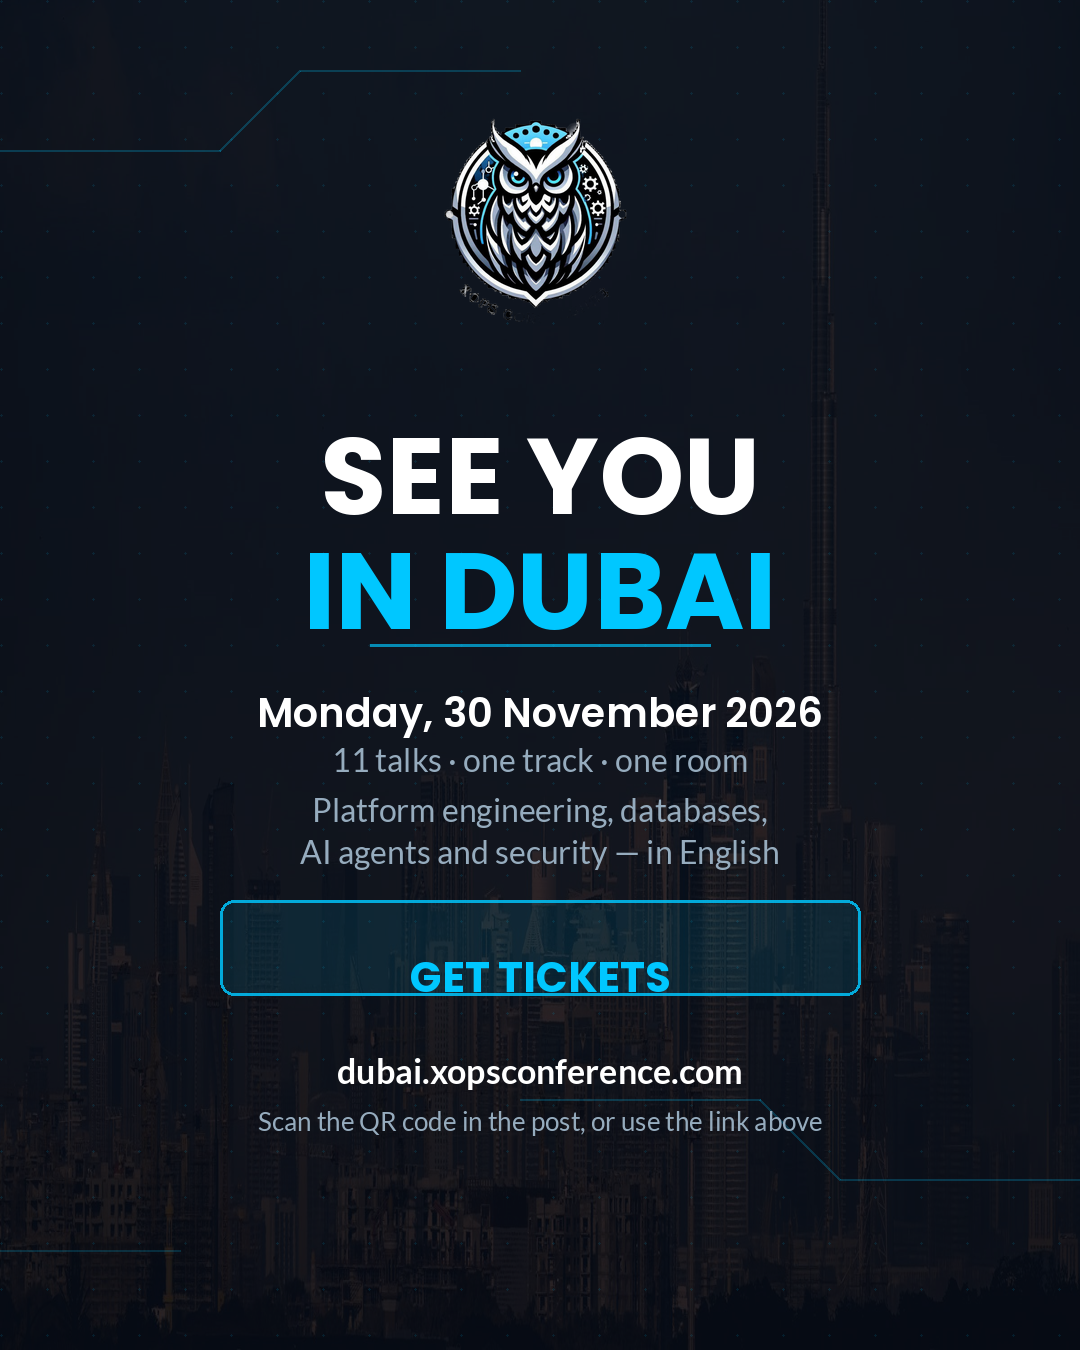 SEE YOU
IN DUBAI
Monday, 30 November 2026
11 talks · one track · one room
Platform engineering, databases,
AI agents and security — in English
GET TICKETS
dubai.xopsconference.com
Scan the QR code in the post, or use the link above